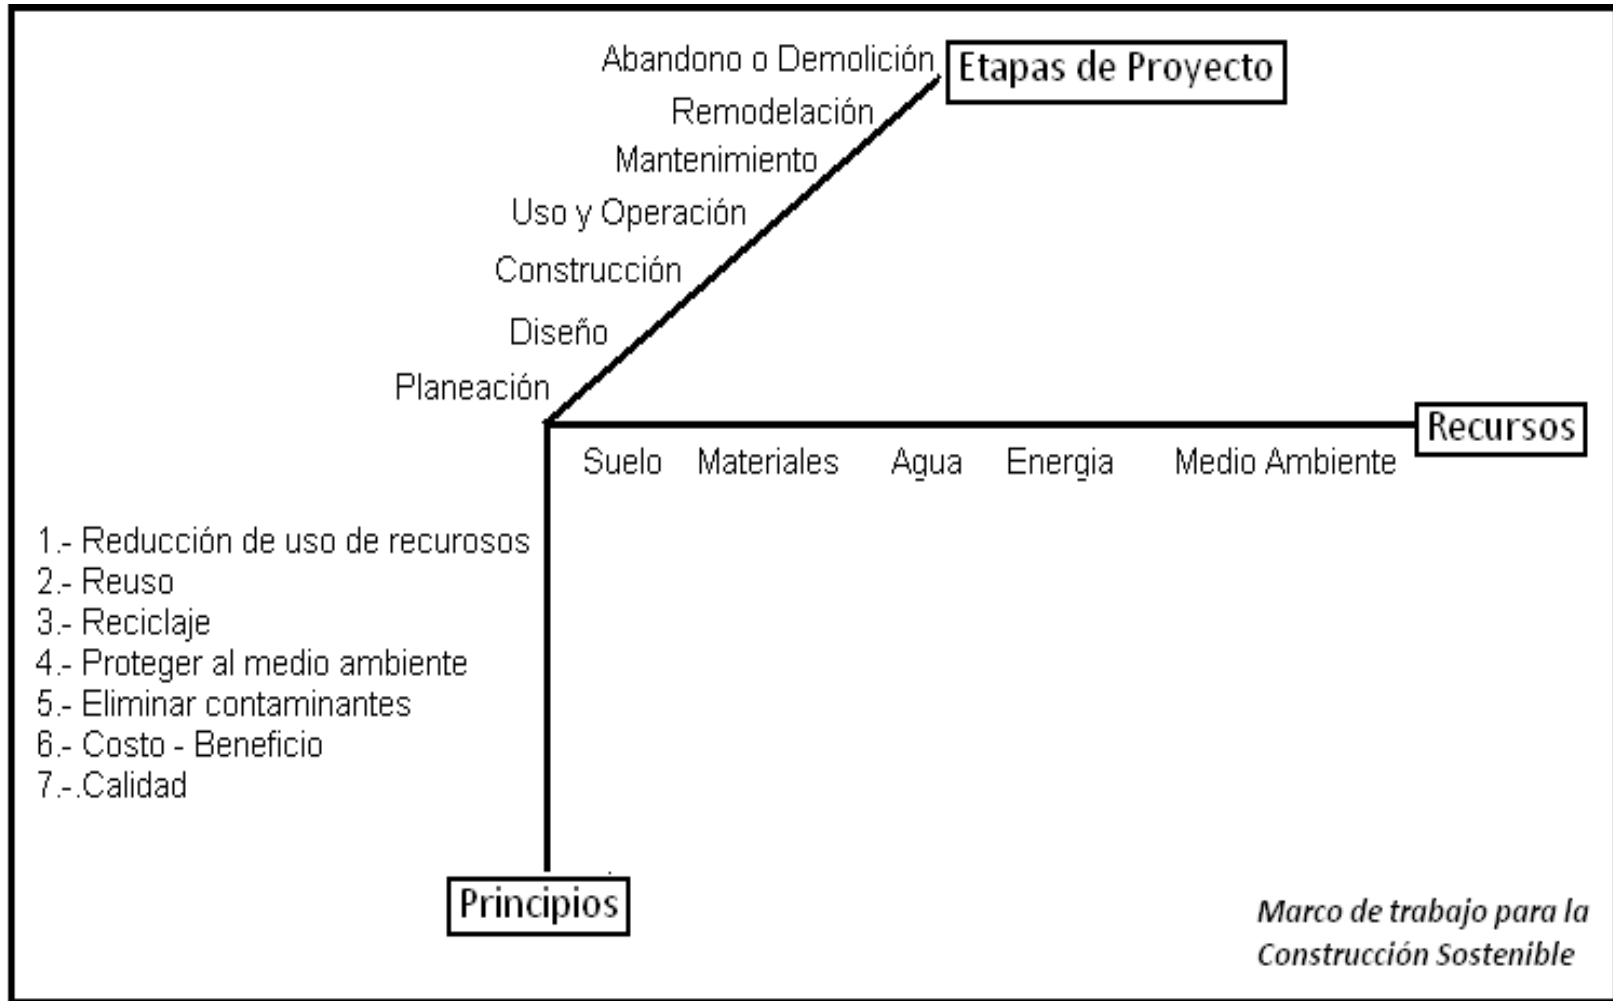 Abandono o Demolición
Etapas de Proyecto
Remodelación
Mantenimiento
Uso y Operación
Construcción
Diseño
Planeación
Recursos
Suelo Materiales Agua Energia Medio Ambiente
1.- Reducción de uso de recurosos
2.- Reuso
3.- Reciclaje
4.- Proteger al medio ambiente
5.- Eliminar contaminantes
6.- Costo - Beneficio
7.-.Calidad
Principios
Marco de trabajo para la
Construcción Sostenible